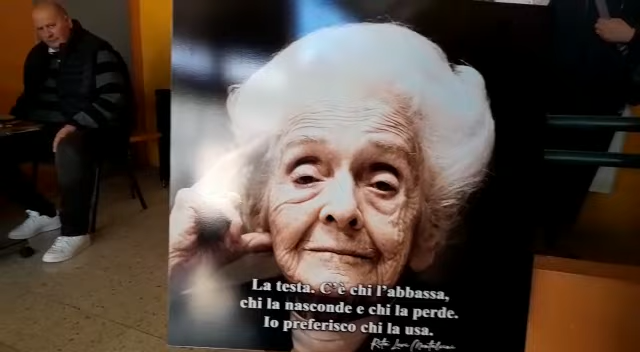 La testa. C'è chi l'abbassa,
chi la nasconde e chi la perde.
Io preferisco chi la usa.
Rita Levi Montalcini